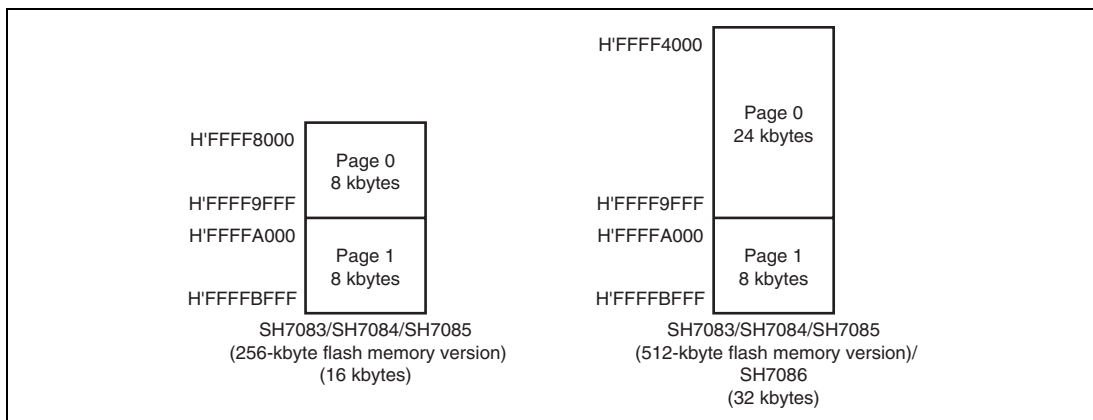 H'FFFF8000
Page 0
8 kbytes
H'FFFF9FFF
H'FFFFA000
Page 1
8 kbytes
H'FFFFBFFF
SH7083/SH7084/SH7085
(256-kbyte flash memory version)
(16 kbytes)
H'FFFF4000
Page 0
24 kbytes
H'FFFF9FFF
H'FFFFA000
Page 1
8 kbytes
H'FFFFBFFF
SH7083/SH7084/SH7085
(512-kbyte flash memory version)/
SH7086
(32 kbytes)